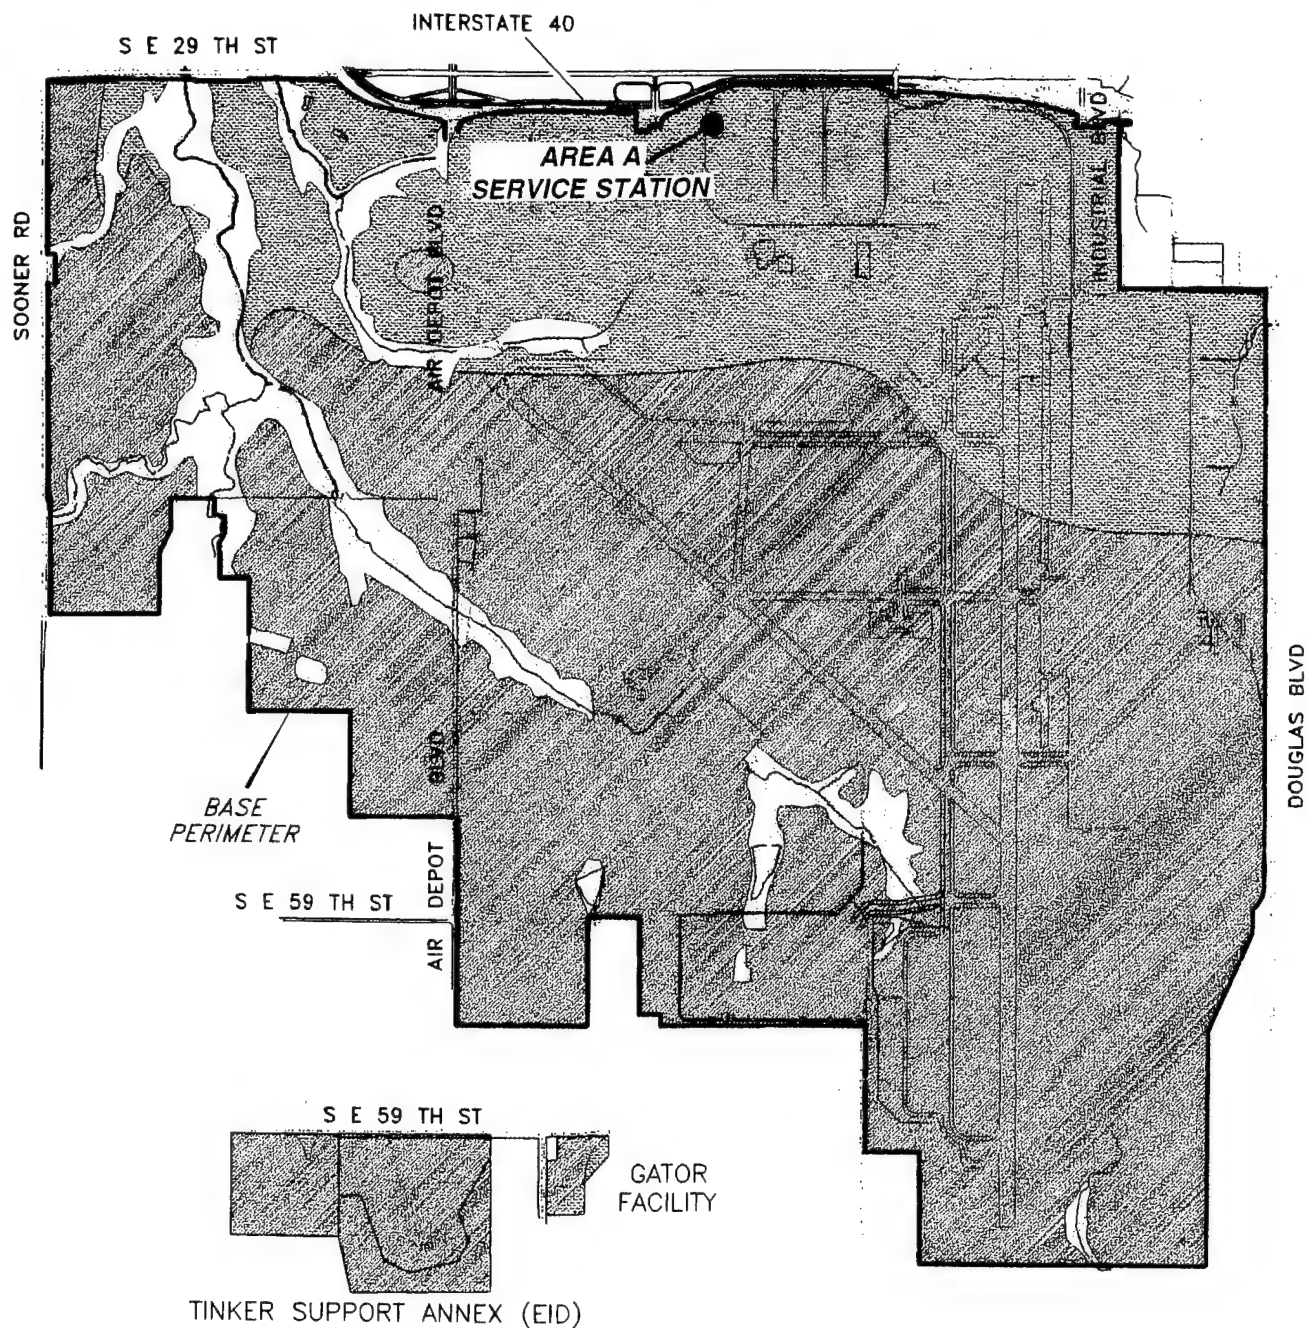 INTERSTATE 40
S E 29 TH ST
AREA A
SERVICE STATION
SOONER RD
AIR DEPOT BLVD
INDUSTRIAL BLVD
DOUGLAS BLVD
BASE
PERIMETER
BLVD
AIR DEPOT
S E 59 TH ST
S E 59 TH ST
GATOR
FACILITY
TINKER SUPPORT ANNEX (EID)